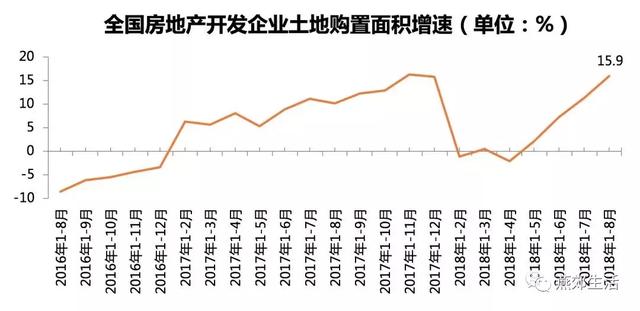 全国房地产开发企业土地购置面积增速（单位：%）
15.9
20
15
10
5
0
-5
-10
2016年1-8月
2016年1-9月
2016年1-10月
2016年1-11月
2016年1-12月
2017年1-2月
2017年1-3月
2017年1-4月
2017年1-5月
2017年1-6月
2017年1-7月
2017年1-8月
2017年1-9月
2017年1-10月
2017年1-11月
2017年1-12月
2018年1-2月
2018年1-3月
2018年1-4月
2018年1-5月
2018年1-6月
2018年1-7月
2018年1-8月
燕郊生活